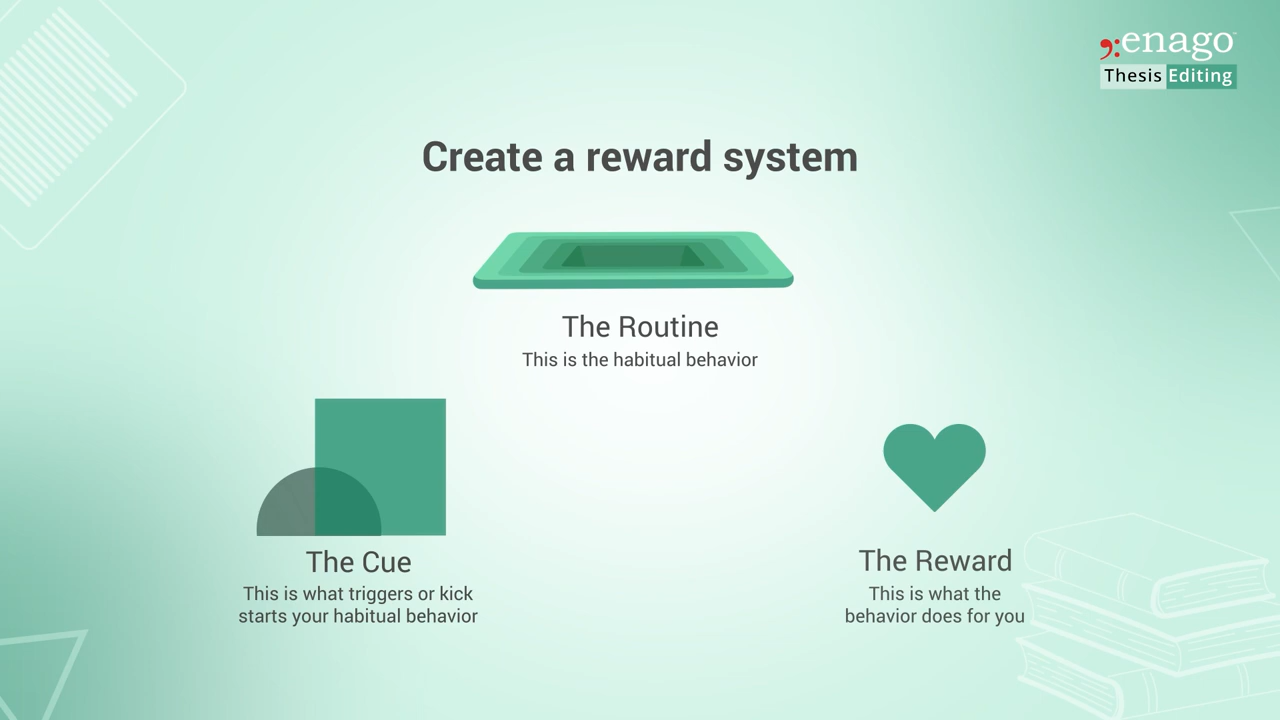 enago
Thesis Editing
Create a reward system
The Routine
This is the habitual behavior
The Cue
This is what triggers or kick
starts your habitual behavior
The Reward
This is what the
behavior does for you